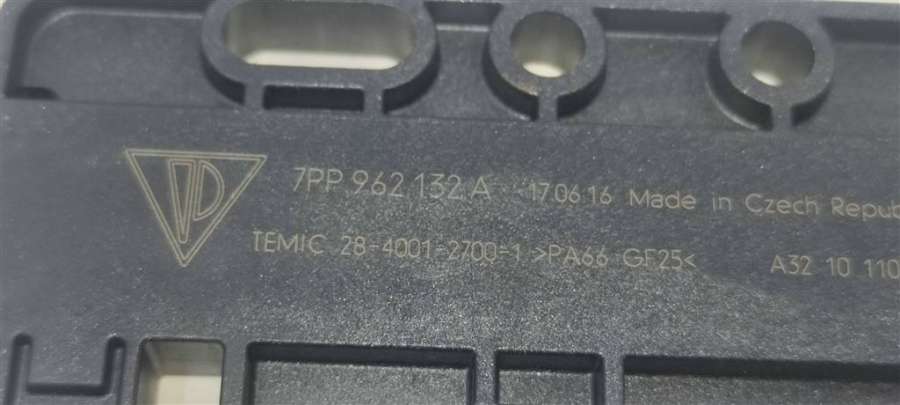 7PP 962 132 A 17.06.16 Made in Czech Repub
TEMIC 28-4001-2700-1 >PA66 GF25< A32 10 110